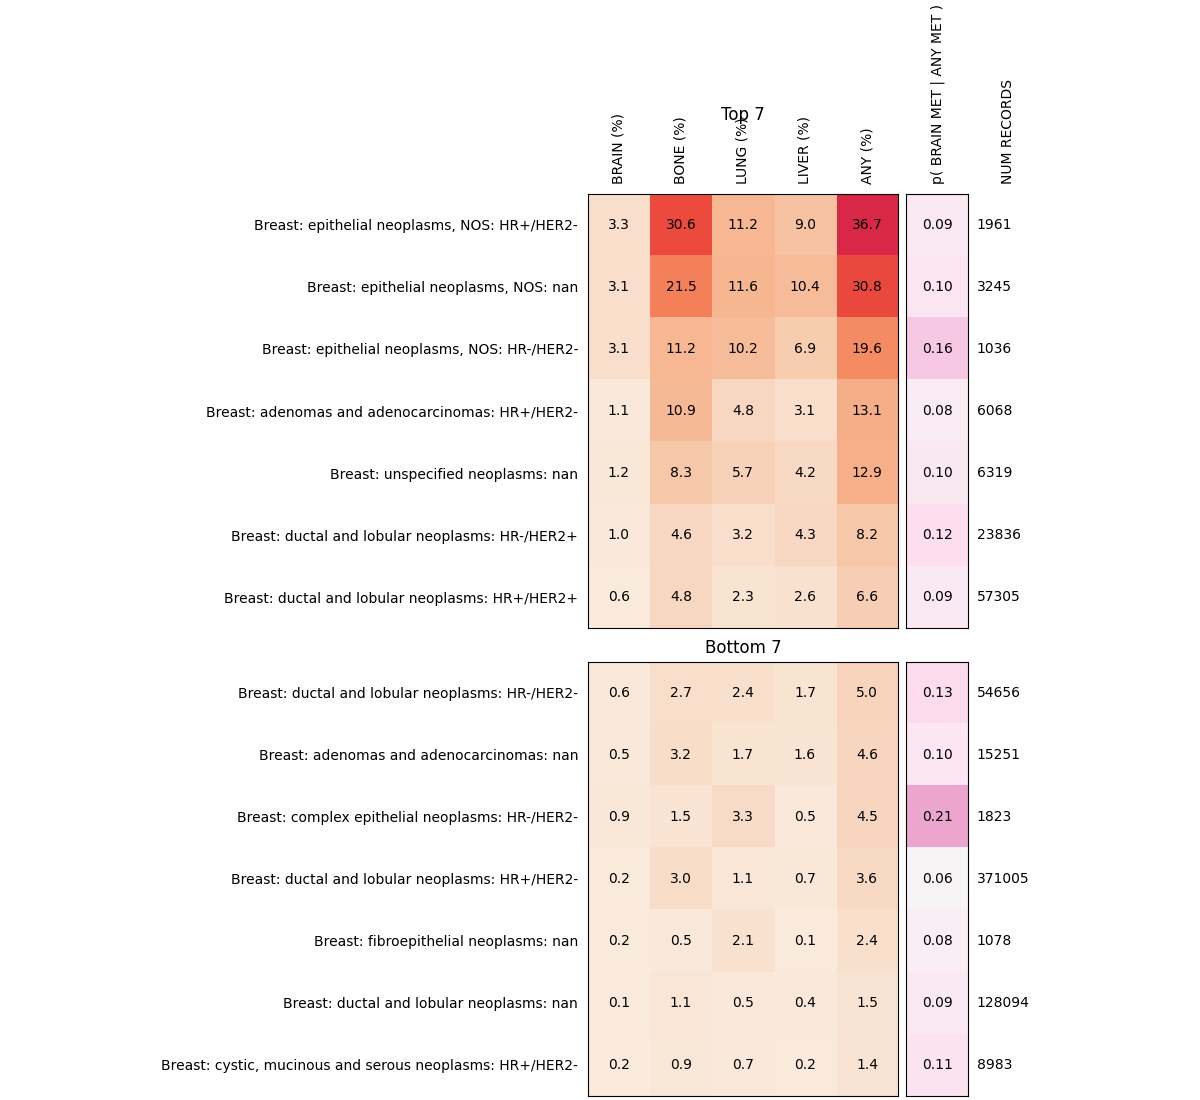 Top 7
BRAIN (%) BONE (%) LUNG (%) LIVER (%) ANY (%) p( BRAIN MET | ANY MET ) NUM RECORDS
Breast: epithelial neoplasms, NOS: HR+/HER2- 3.3 30.6 11.2 9.0 36.7 0.09 1961
Breast: epithelial neoplasms, NOS: nan 3.1 21.5 11.6 10.4 30.8 0.10 3245
Breast: epithelial neoplasms, NOS: HR-/HER2- 3.1 11.2 10.2 6.9 19.6 0.16 1036
Breast: adenomas and adenocarcinomas: HR+/HER2- 1.1 10.9 4.8 3.1 13.1 0.08 6068
Breast: unspecified neoplasms: nan 1.2 8.3 5.7 4.2 12.9 0.10 6319
Breast: ductal and lobular neoplasms: HR-/HER2+ 1.0 4.6 3.2 4.3 8.2 0.12 23836
Breast: ductal and lobular neoplasms: HR+/HER2+ 0.6 4.8 2.3 2.6 6.6 0.09 57305
Bottom 7
Breast: ductal and lobular neoplasms: HR-/HER2- 0.6 2.7 2.4 1.7 5.0 0.13 54656
Breast: adenomas and adenocarcinomas: nan 0.5 3.2 1.7 1.6 4.6 0.10 15251
Breast: complex epithelial neoplasms: HR-/HER2- 0.9 1.5 3.3 0.5 4.5 0.21 1823
Breast: ductal and lobular neoplasms: HR+/HER2- 0.2 3.0 1.1 0.7 3.6 0.06 371005
Breast: fibroepithelial neoplasms: nan 0.2 0.5 2.1 0.1 2.4 0.08 1078
Breast: ductal and lobular neoplasms: nan 0.1 1.1 0.5 0.4 1.5 0.09 128094
Breast: cystic, mucinous and serous neoplasms: HR+/HER2- 0.2 0.9 0.7 0.2 1.4 0.11 8983